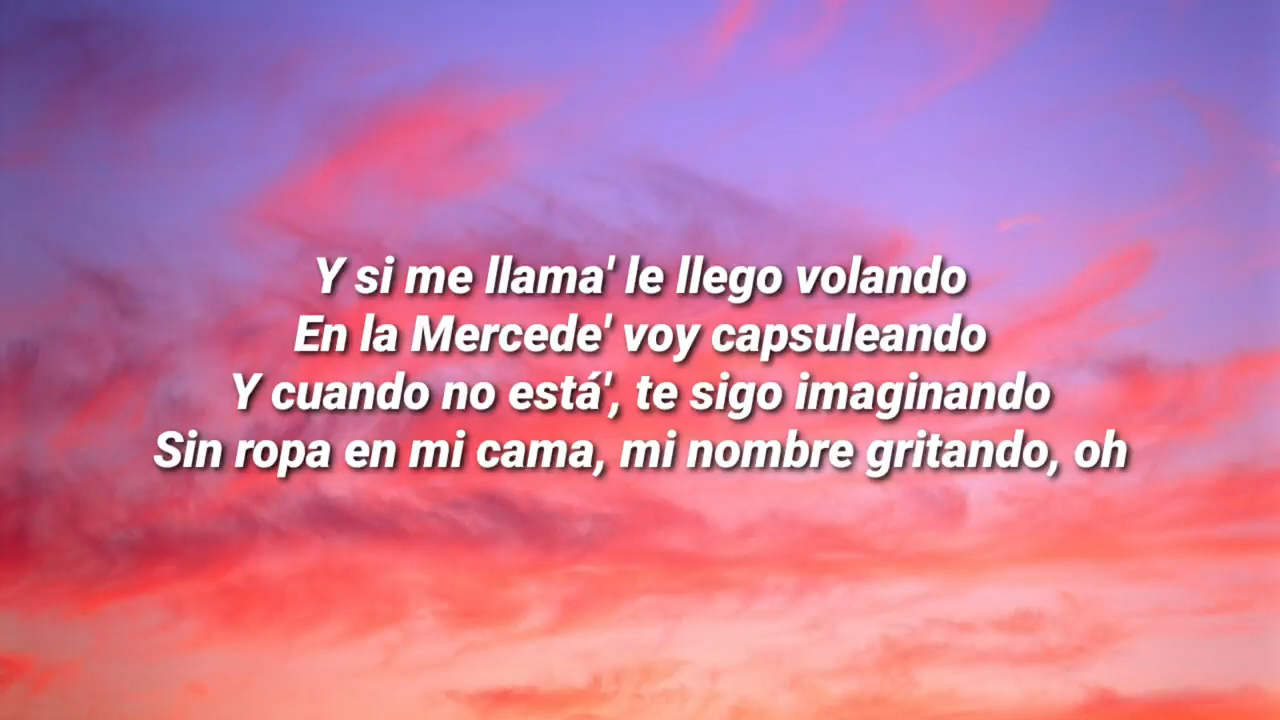 Y si me llama' le llego volando
En la Mercede' voy capsuleando
Y cuando no está', te sigo imaginando
Sin ropa en mi cama, mi nombre gritando, oh